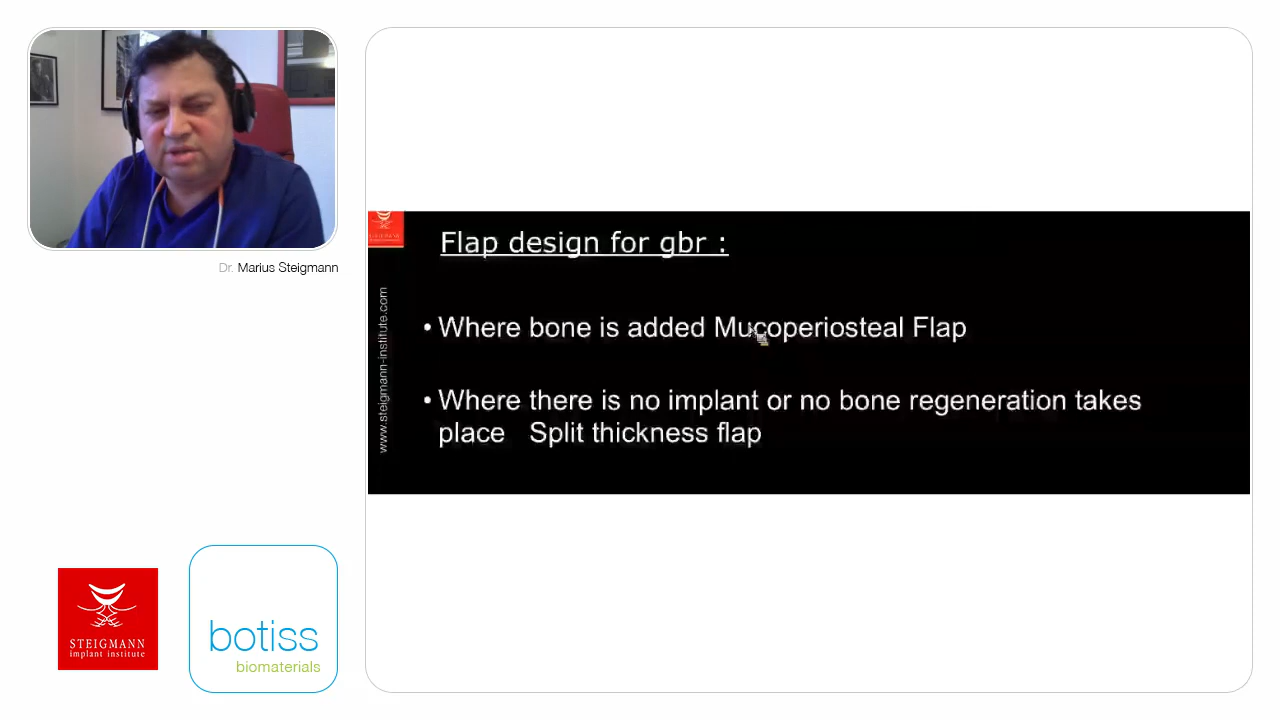 Dr. Marius Steigmann
Flap design for gbr :
www.steigmann-institute.com
• Where bone is added Mucoperiosteal Flap
• Where there is no implant or no bone regeneration takes
place Split thickness flap
STEIGMANN
implant institute
botiss
biomaterials